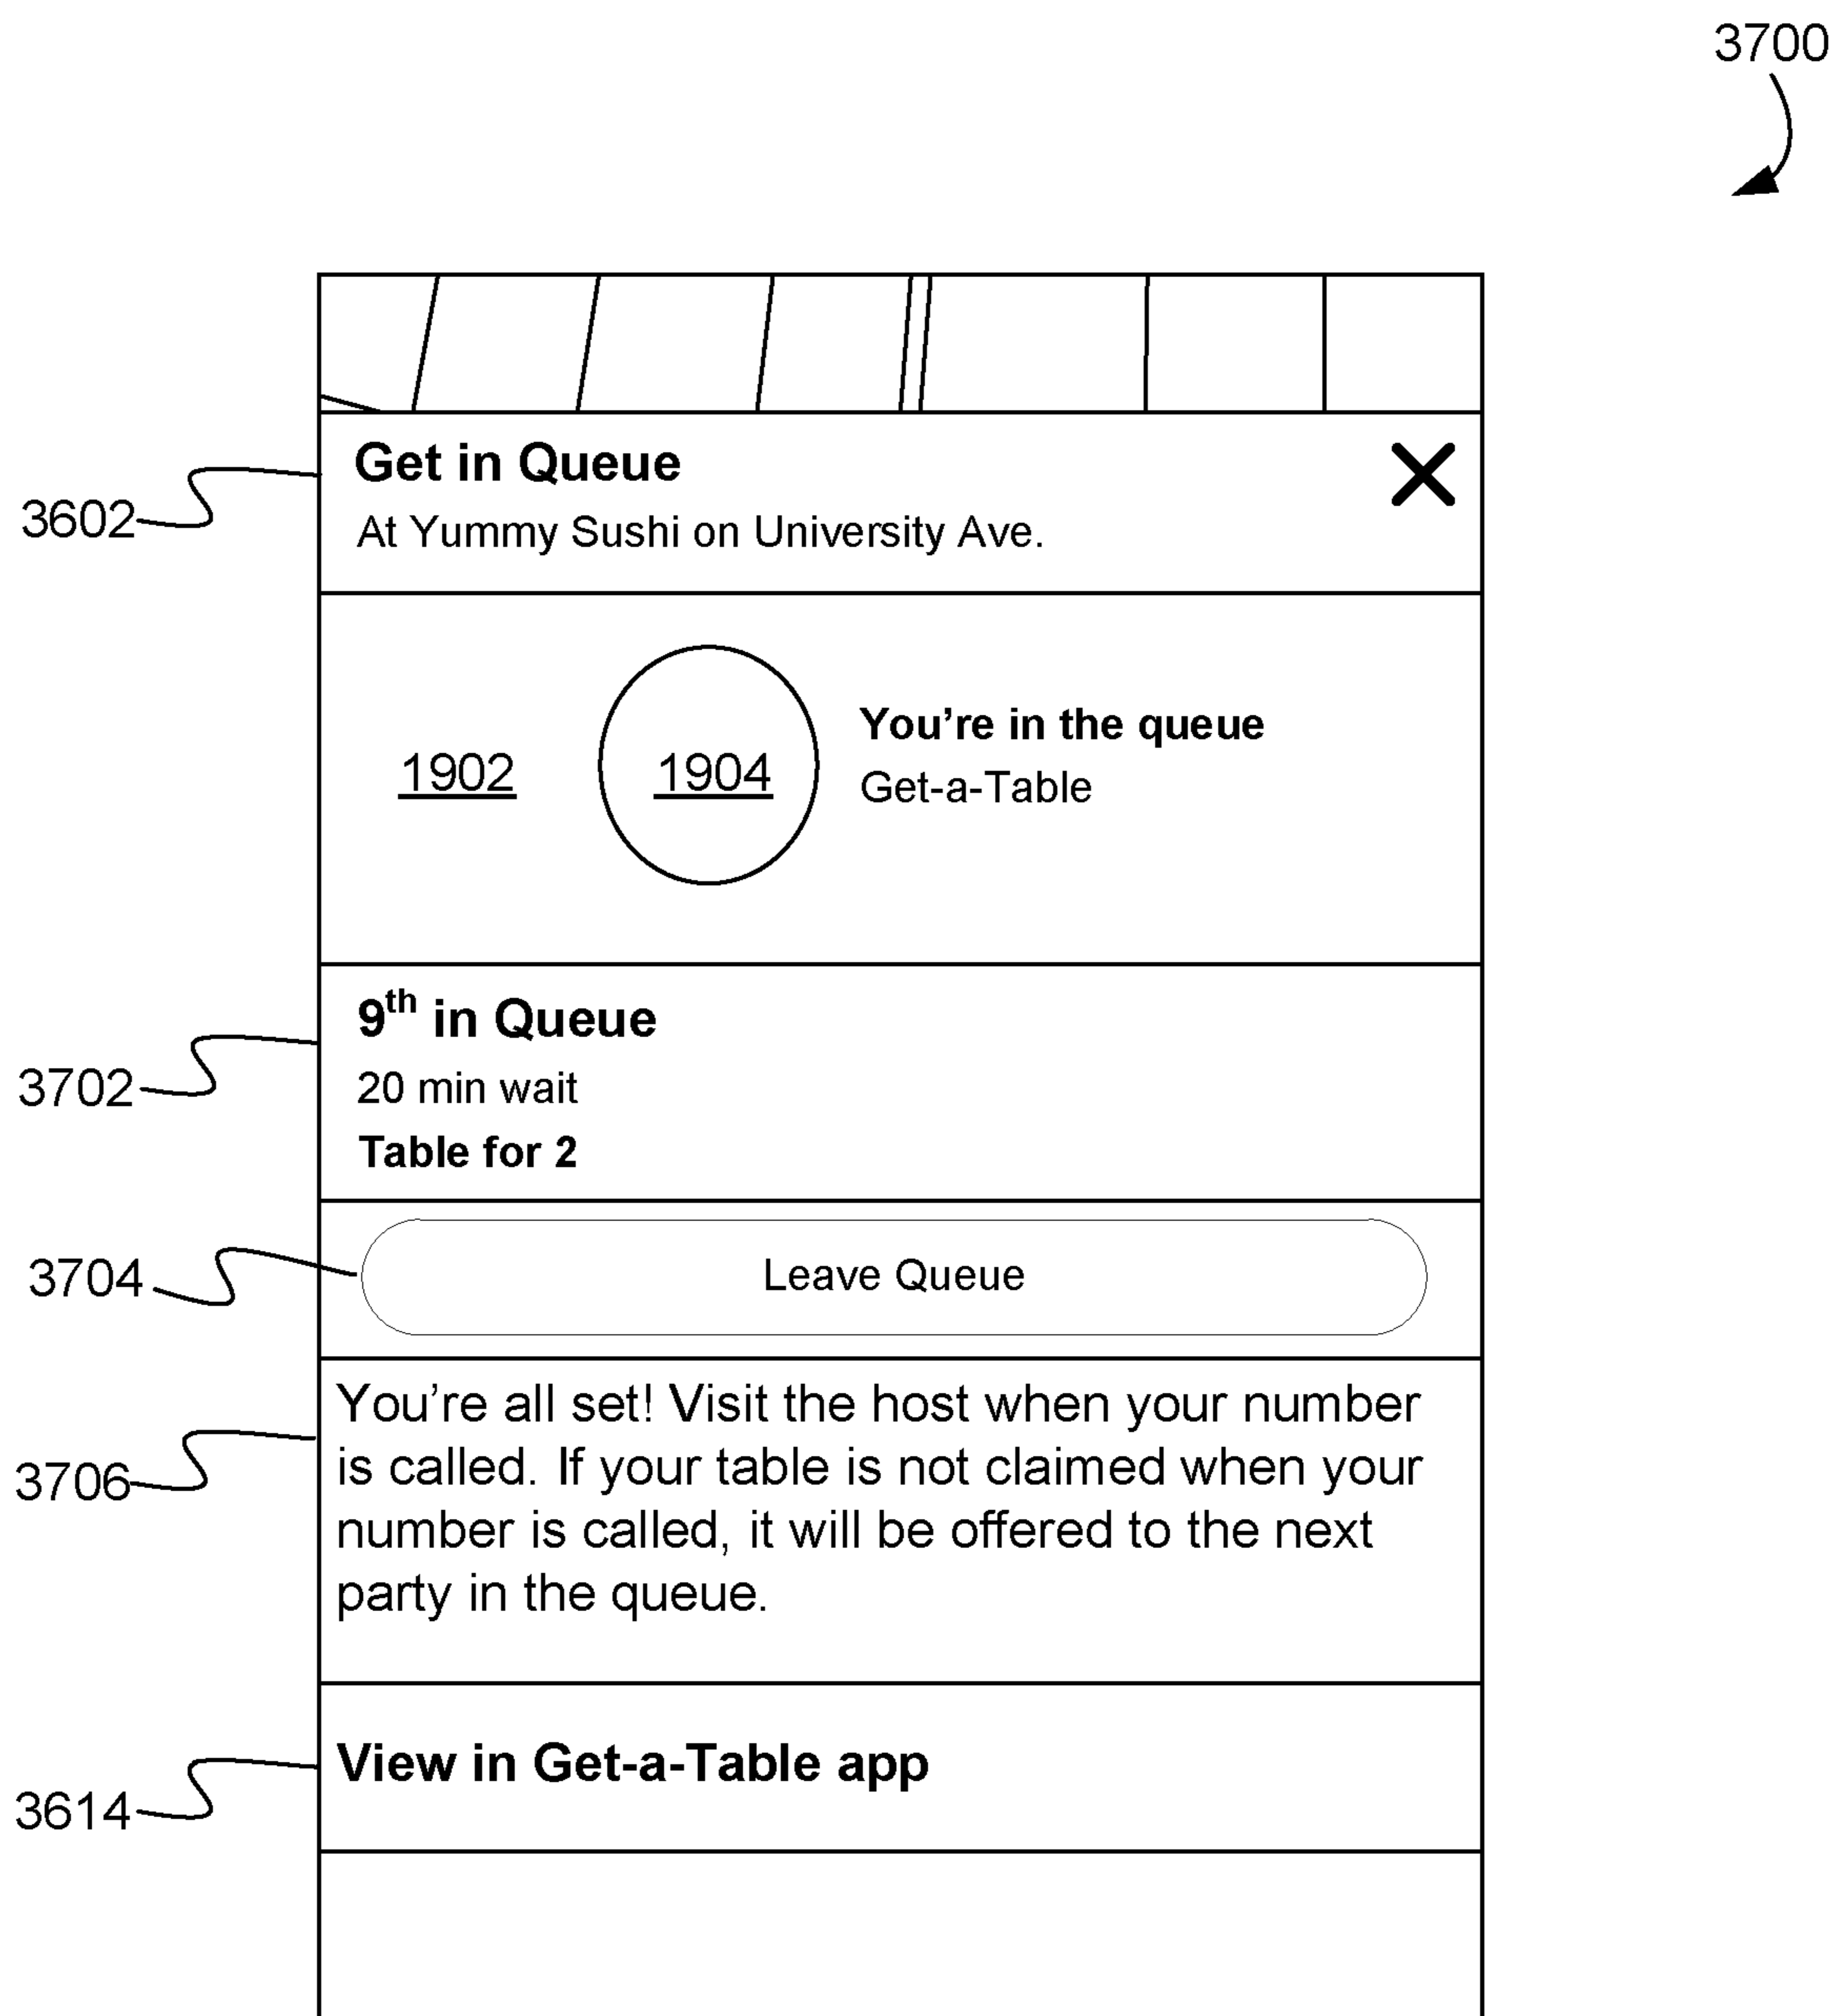 3700
Get in Queue
3602
At Yummy Sushi on University Ave.
You’re in the queue
1902
1904
Get-a-Table
9th in Queue
3702
20 min wait
Table for 2
3704
Leave Queue
You’re all set! Visit the host when your number
is called. If your table is not claimed when your
3706
number is called, it will be offered to the next
party in the queue.
View in Get-a-Table app
3614